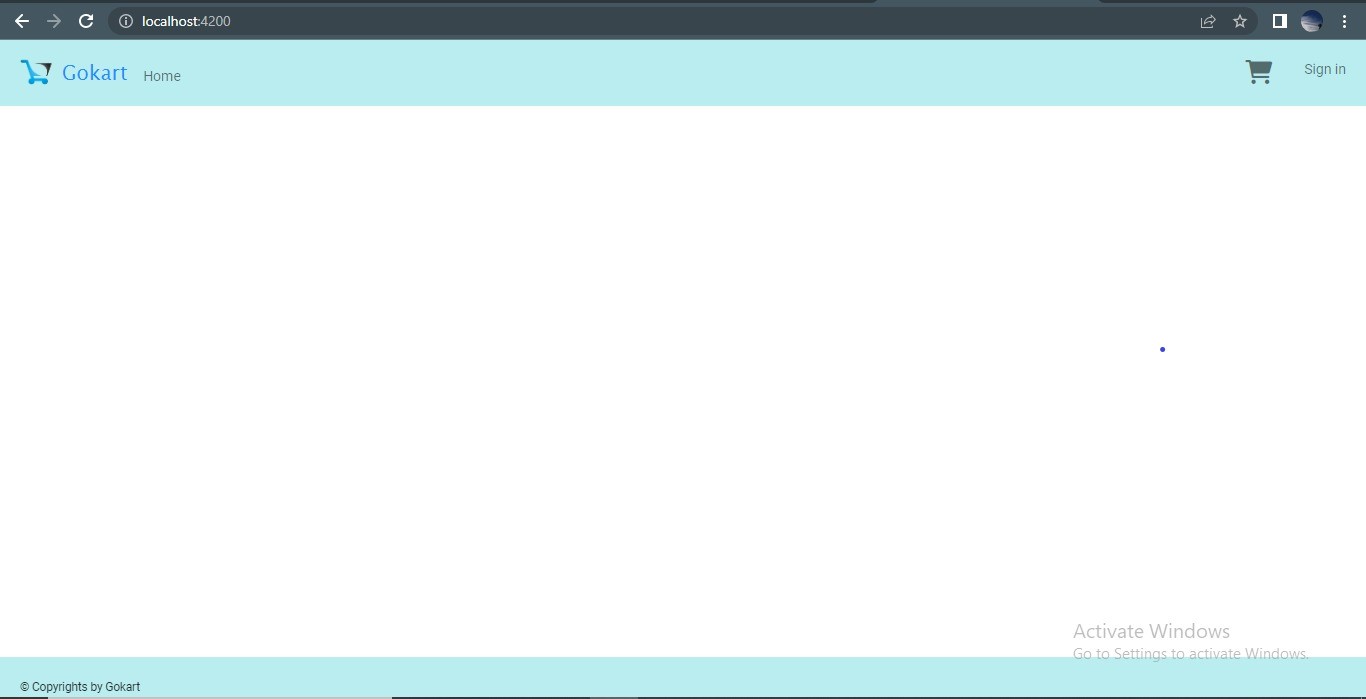 localhost:4200
Gokart Home Sign in
Activate Windows
Go to Settings to activate Windows.
© Copyrights by Gokart